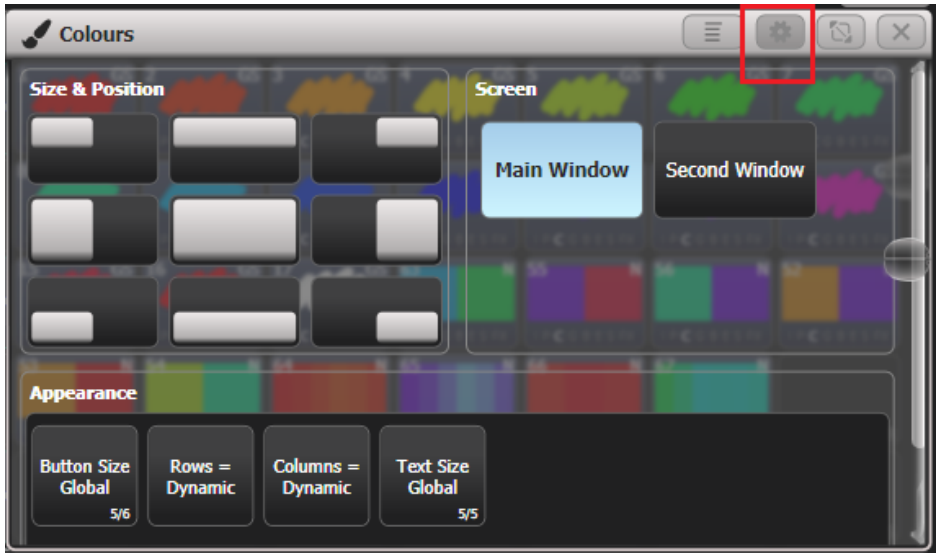 Colours
Size & Position
Screen
Main Window
Second Window
Appearance
Button Size
Global
5/6
Rows =
Dynamic
Columns =
Dynamic
Text Size
Global
5/5